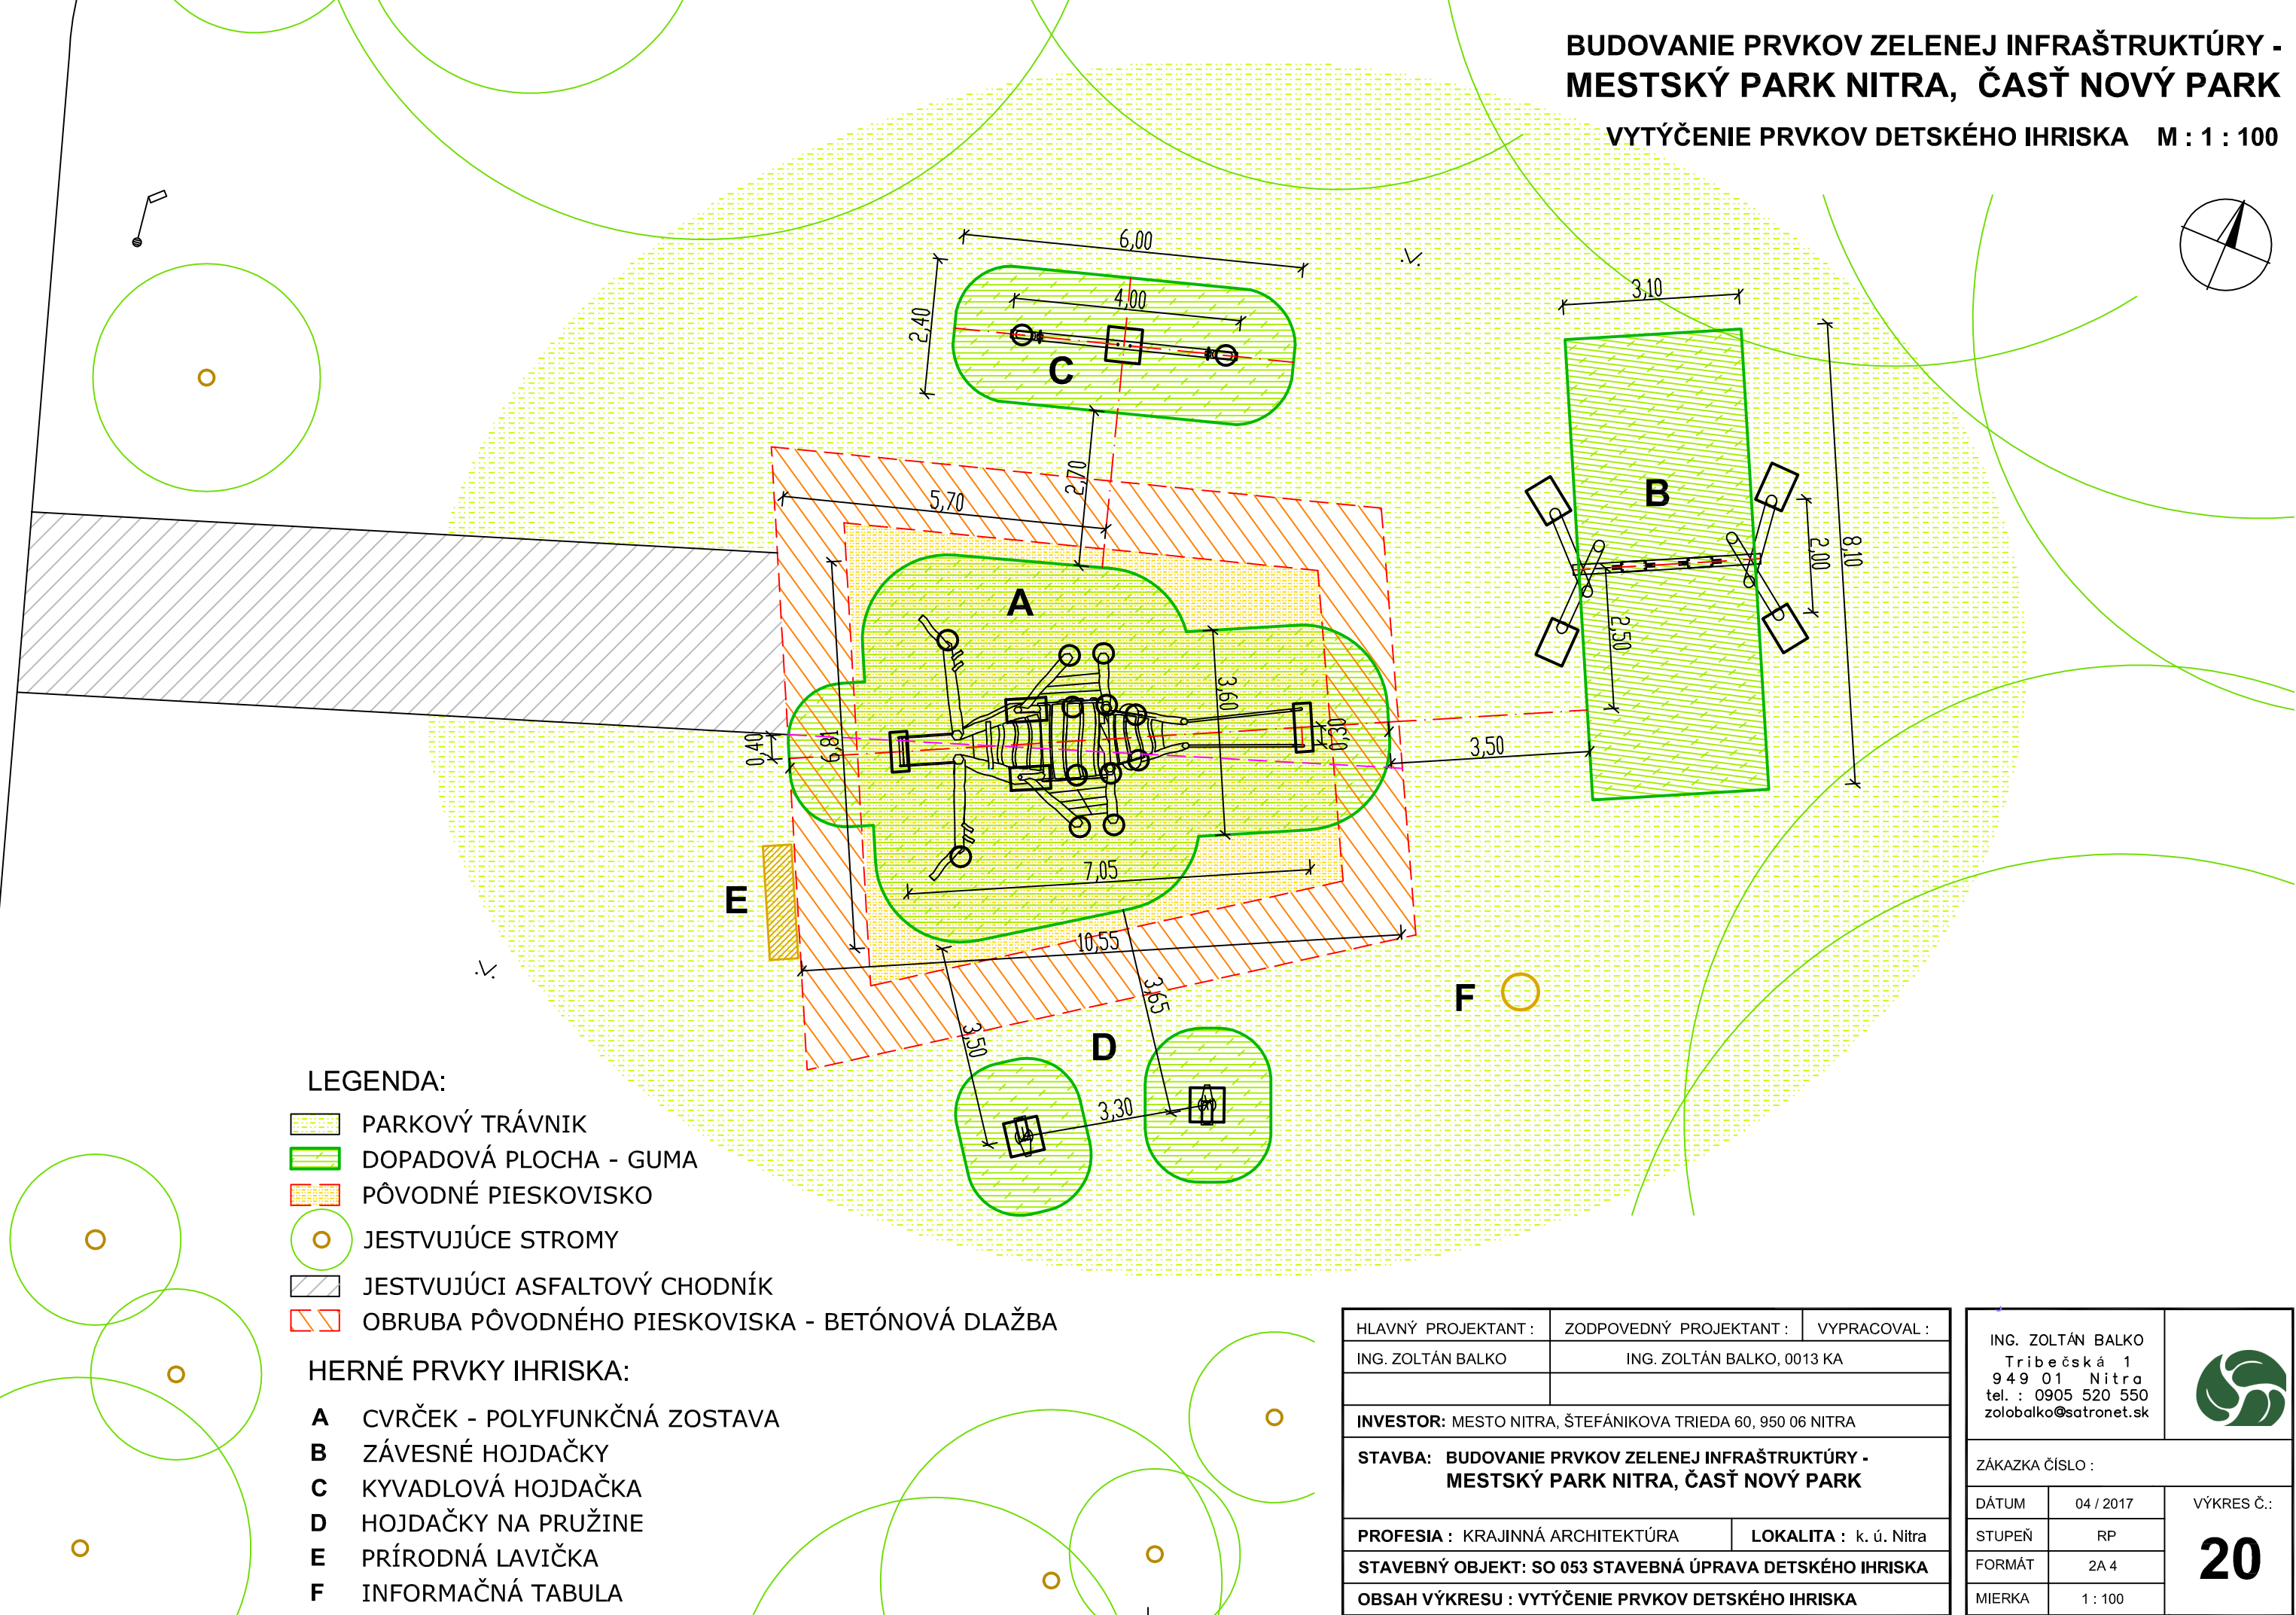 BUDOVANIE PRVKOV ZELENEJ INFRAŠTRUKTÚRY -
MESTSKÝ PARK NITRA, ČASŤ NOVÝ PARK
VYTÝČENIE PRVKOV DETSKÉHO IHRISKA M : 1 : 100
6,00
4,00
2,40
C
3,10
2,70
5,70
B
8,10
2,00
2,50
A
3,60
0,30
0,40
6,81
3,50
7,05
E
10,55
3,65
F
3,50
D
3,30
LEGENDA:
PARKOVÝ TRÁVNIK
DOPADOVÁ PLOCHA - GUMA
PÔVODNÉ PIESKOVISKO
JESTVUJÚCE STROMY
JESTVUJÚCI ASFALTOVÝ CHODNÍK
OBRUBA PÔVODNÉHO PIESKOVISKA - BETÓNOVÁ DLAŽBA
HERNÉ PRVKY IHRISKA:
A CVRČEK - POLYFUNKČNÁ ZOSTAVA
B ZÁVESNÉ HOJDAČKY
C KYVADLOVÁ HOJDAČKA
D HOJDAČKY NA PRUŽINE
E PRÍRODNÁ LAVIČKA
F INFORMAČNÁ TABULA
HLAVNÝ PROJEKTANT : ZODPOVEDNÝ PROJEKTANT : VYPRACOVAL :
ING. ZOLTÁN BALKO ING. ZOLTÁN BALKO, 0013 KA
INVESTOR: MESTO NITRA, ŠTEFÁNIKOVA TRIEDA 60, 950 06 NITRA
STAVBA: BUDOVANIE PRVKOV ZELENEJ INFRAŠTRUKTÚRY -
MESTSKÝ PARK NITRA, ČASŤ NOVÝ PARK
PROFESIA : KRAJINNÁ ARCHITEKTÚRA LOKALITA : k. ú. Nitra
STAVEBNÝ OBJEKT: SO 053 STAVEBNÁ ÚPRAVA DETSKÉHO IHRISKA
OBSAH VÝKRESU : VYTÝČENIE PRVKOV DETSKÉHO IHRISKA
ING. ZOLTÁN BALKO
Tribečská 1
949 01 Nitra
tel. : 0905 520 550
zolobalko@satronet.sk
ZÁKAZKA ČÍSLO :
DÁTUM 04 / 2017 VÝKRES Č.:
STUPEŇ RP
20
FORMÁT 2A 4
MIERKA 1 : 100